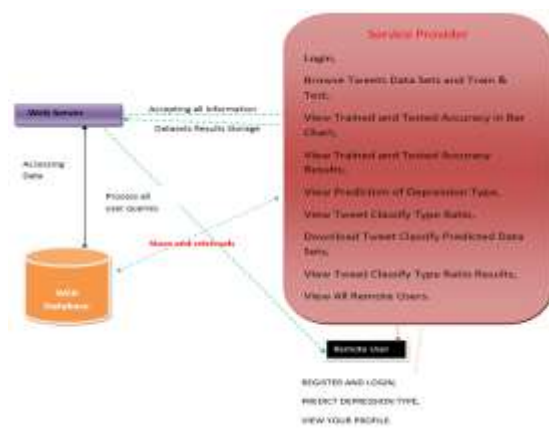 Service Provider
Login,
Browse Tweets Data Sets and Train &
Test,
View Trained and Tested Accuracy in Bar
Chart,
View Trained and Tested Accuracy
Results,
View Prediction of Depression Type,
View Tweet Classify Type Ratio,
Download Tweet Classify Predicted Data
Sets,
View Tweet Classify Type Ratio Results,
View All Remote Users.
Web Server
Accepting all Information
Datasets Results Storage
Accessing
Data
Process all
user queries
Store and retrievals
Web
Database
Remote User
REGISTER AND LOGIN,
PREDICT DEPRESSION TYPE,
VIEW YOUR PROFILE